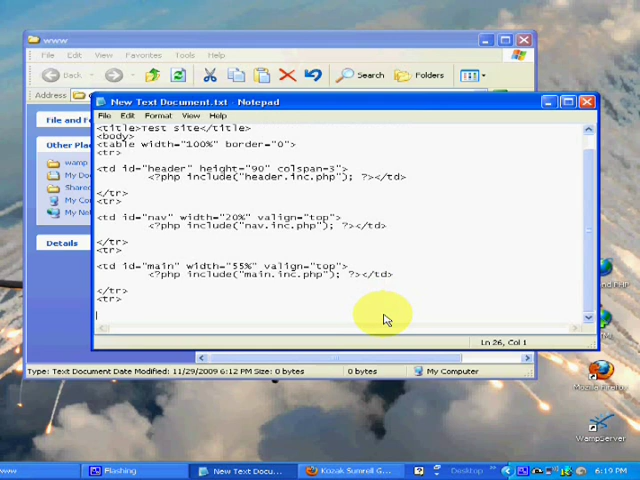 www
File Edit View Favorites Tools Help
Back Search Folders
Address
New Text Document.txt - Notepad
File Edit Format View Help
<title>Test site</title>
<body>
<table width="100%" border="0">
<tr>
<td id="header" height="90" colspan=3">
<?php include("header.inc.php"); ?></td>
</tr>
<tr>
<td id="nav" width="20%" valign="top">
<?php include("nav.inc.php"); ?></td>
</tr>
<tr>
<td id="main" width="55%" valign="top">
<?php include("main.inc.php"); ?></td>
</tr>
<tr>
Ln 26, Col 1
File and F
Other Plac
wamp
My Do
Shared
My Co
My Ne
Details
Type: Text Document Date Modified: 11/29/2009 6:12 PM Size: 0 bytes 0 bytes My Computer
Mozilla Firefox
WampServer
www Flashing New Text Docu... Kozak Sumrell G... Desktop 6:19 PM